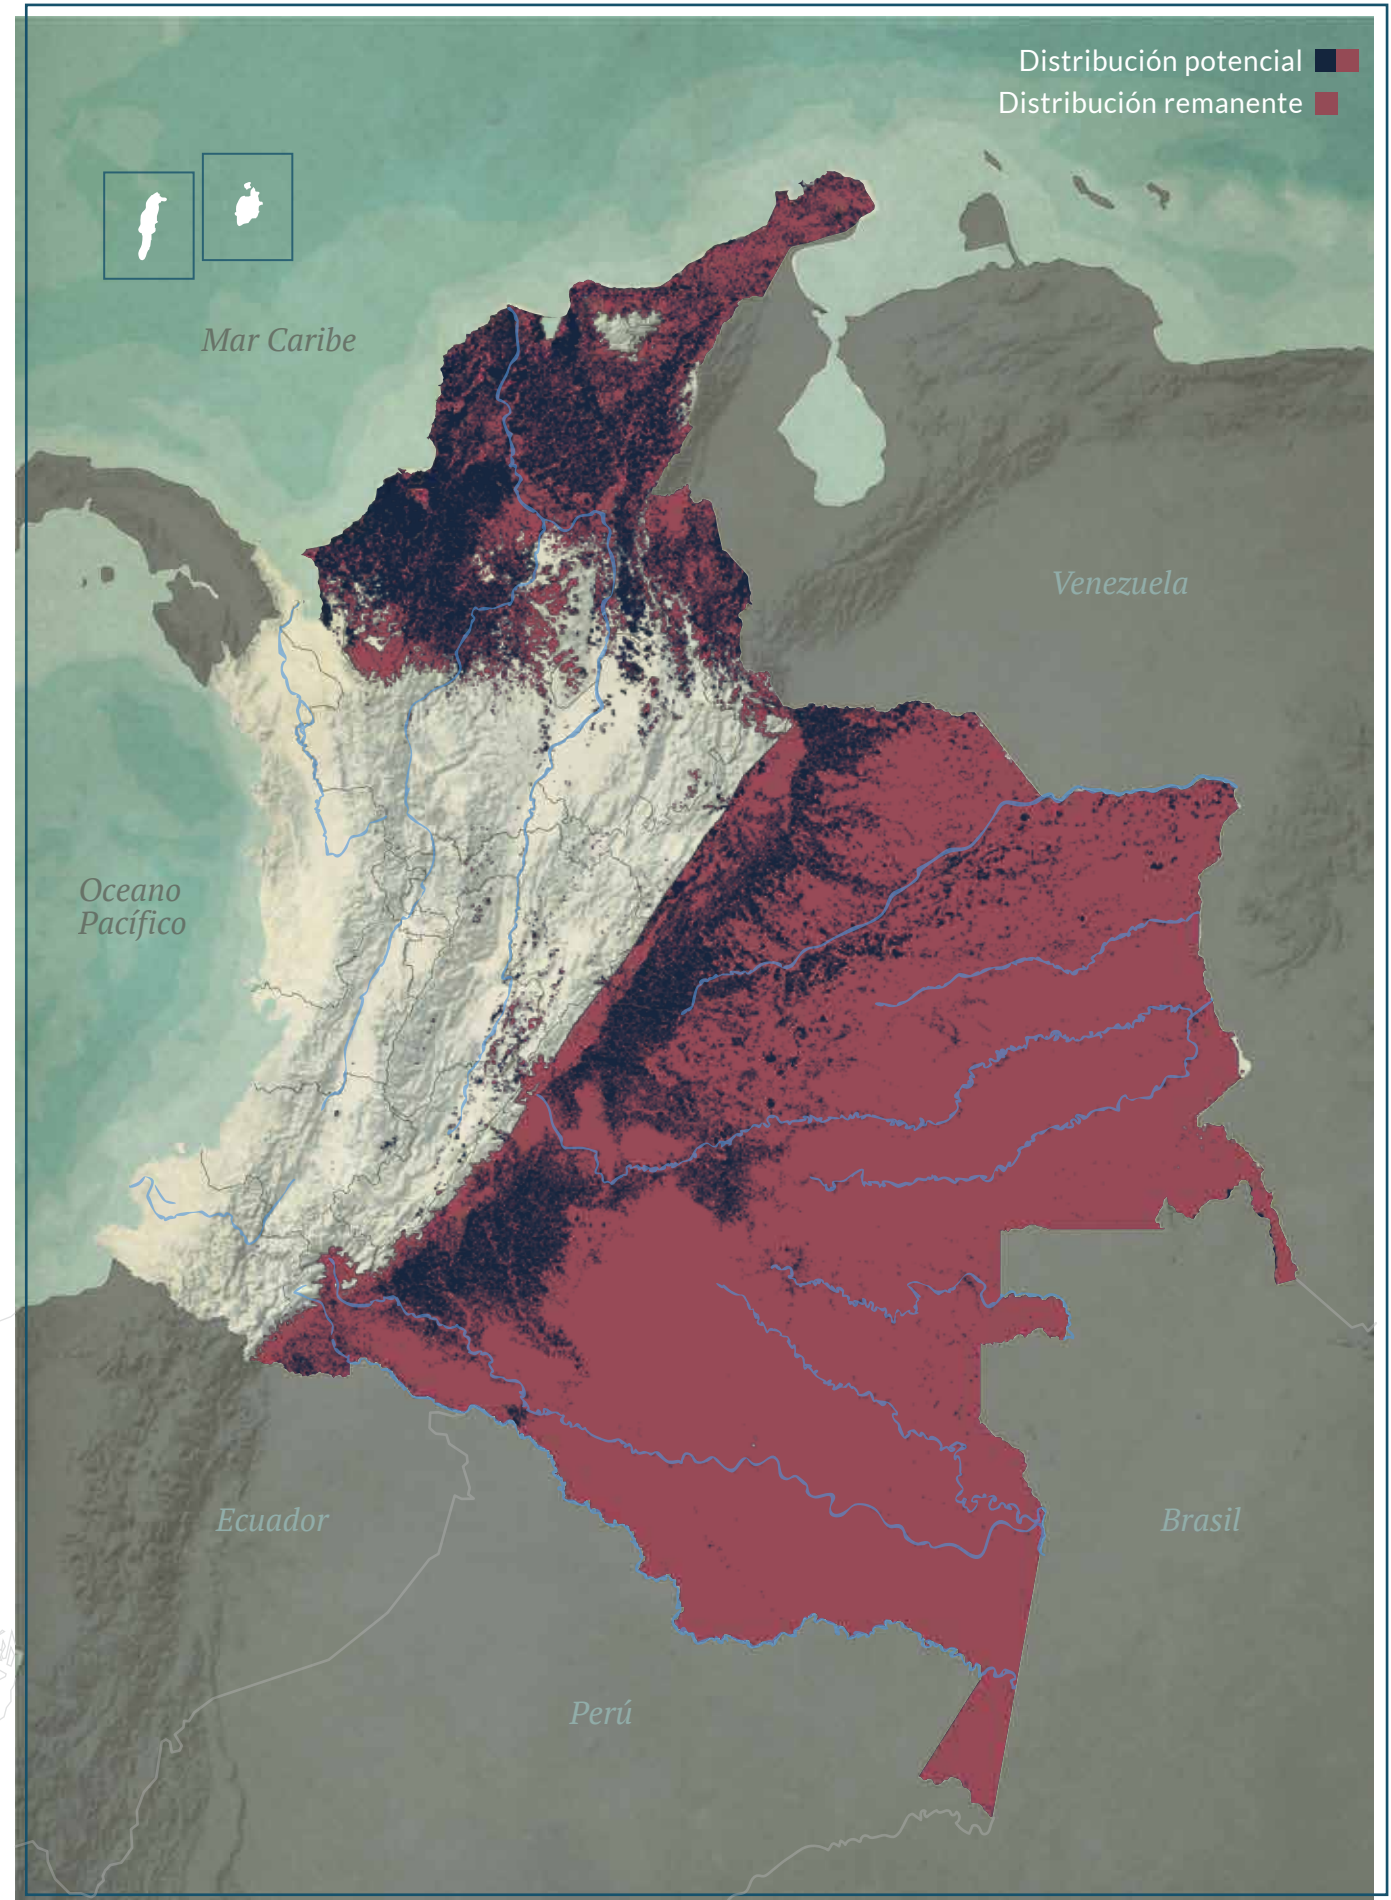 Distribución potencial
Distribución remanente
Mar Caribe
Venezuela
Oceano
Pacífico
Ecuador
Brasil
Perú